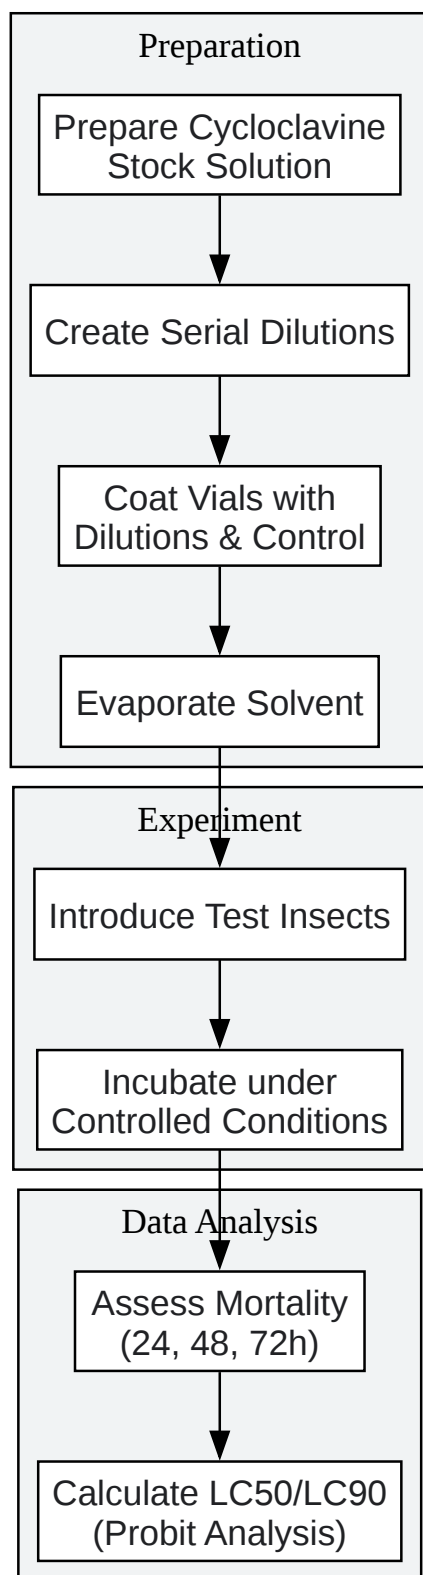 Preparation
Prepare Cycloclavine
Stock Solution
Create Serial Dilutions
Coat Vials with
Dilutions & Control
Evaporate Solvent
Experiment
Introduce Test Insects
Incubate under
Controlled Conditions
Data Analysis
Assess Mortality
(24, 48, 72h)
Calculate LC50/LC90
(Probit Analysis)